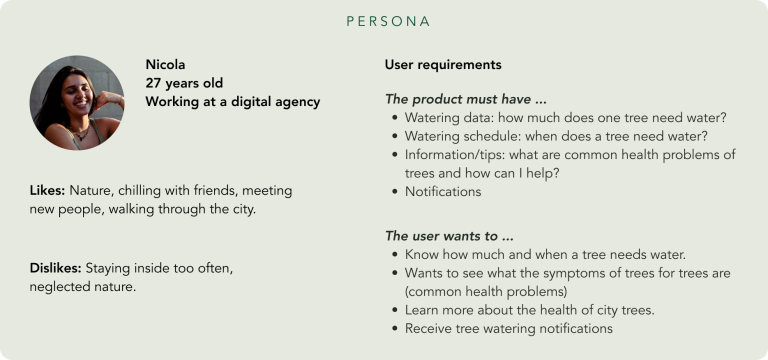 PERSONA
Nicola
27 years old
Working at a digital agency
Likes: Nature, chilling with friends, meeting
new people, walking through the city.
Dislikes: Staying inside too often,
neglected nature.
User requirements
The product must have ...
• Watering data: how much does one tree need water?
• Watering schedule: when does a tree need water?
• Information/tips: what are common health problems of
trees and how can I help?
• Notifications
The user wants to ...
• Know how much and when a tree needs water.
• Wants to see what the symptoms of trees for trees are
(common health problems)
• Learn more about the health of city trees.
• Receive tree watering notifications